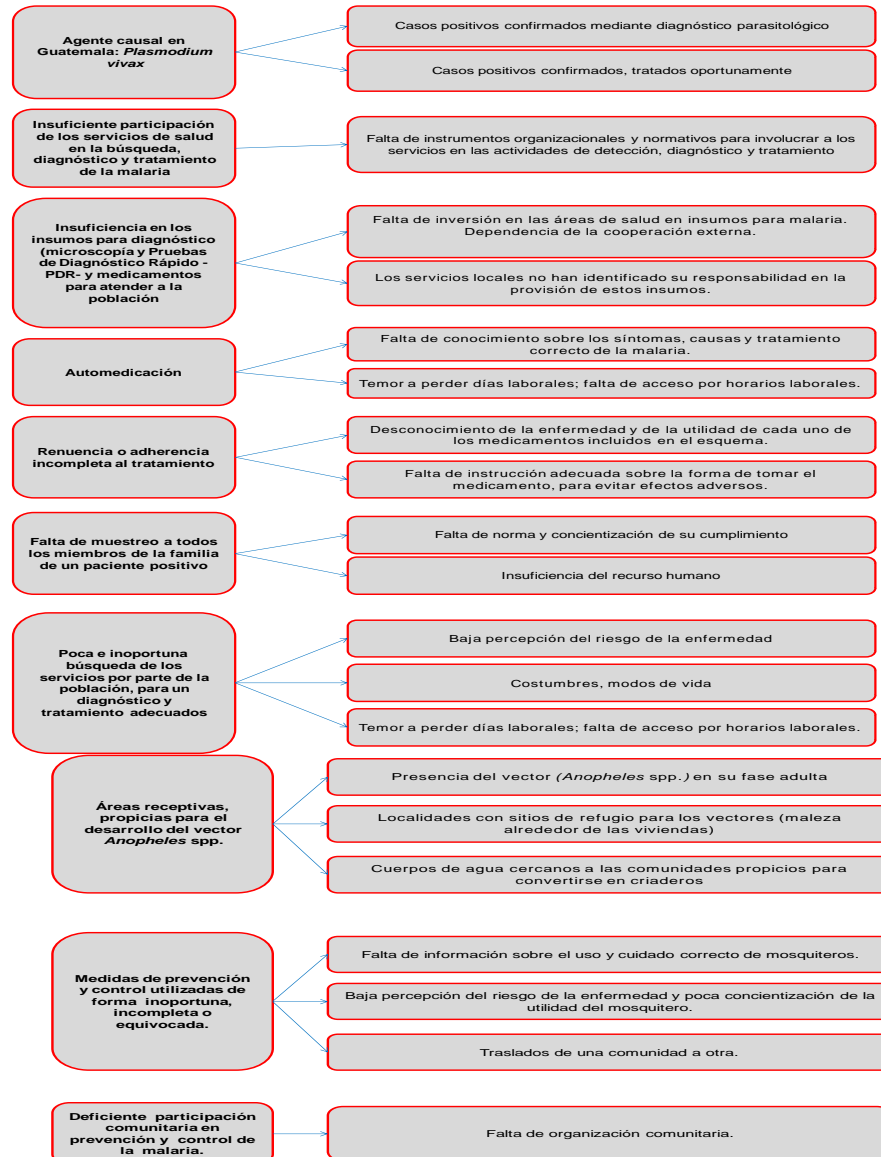 Agente causal en
Guatemala: Plasmodium
vivax
Casos positivos confirmados mediante diagnóstico parasitológico
Casos positivos confirmados, tratados oportunamente
Insuficiente participación
de los servicios de salud
en la búsqueda,
diagnóstico y tratamiento
de la malaria
Falta de instrumentos organizacionales y normativos para involucrar a los
servicios en las actividades de detección, diagnóstico y tratamiento
Insuficiencia en los
insumos para diagnóstico
(microscopía y Pruebas
de Diagnóstico Rápido -
PDR- y medicamentos
para atender a la
población
Falta de inversión en las áreas de salud en insumos para malaria.
Dependencia de la cooperación externa.
Los servicios locales no han identificado su responsabilidad en la
provisión de estos insumos.
Automedicación
Falta de conocimiento sobre los síntomas, causas y tratamiento
correcto de la malaria.
Temor a perder días laborales; falta de acceso por horarios laborales.
Renuencia o adherencia
incompleta al tratamiento
Desconocimiento de la enfermedad y de la utilidad de cada uno de
los medicamentos incluidos en el esquema.
Falta de instrucción adecuada sobre la forma de tomar el
medicamento, para evitar efectos adversos.
Falta de muestreo a todos
los miembros de la familia
de un paciente positivo
Falta de norma y concientización de su cumplimiento
Insuficiencia del recurso humano
Poca e inoportuna
búsqueda de los
servicios por parte de la
población, para un
diagnóstico y
tratamiento adecuados
Baja percepción del riesgo de la enfermedad
Costumbres, modos de vida
Temor a perder días laborales; falta de acceso por horarios laborales.
Áreas receptivas,
propicias para el
desarrollo del vector
Anopheles spp.
Presencia del vector (Anopheles spp.) en su fase adulta
Localidades con sitios de refugio para los vectores (maleza
alrededor de las viviendas)
Cuerpos de agua cercanos a las comunidades propicios para
convertirse en criaderos
Medidas de prevención
y control utilizadas de
forma inoportuna,
incompleta o
equivocada.
Falta de información sobre el uso y cuidado correcto de mosquiteros.
Baja percepción del riesgo de la enfermedad y poca concientización de la
utilidad del mosquitero.
Traslados de una comunidad a otra.
Deficiente participación
comunitaria en
prevención y control de
la malaria.
Falta de organización comunitaria.